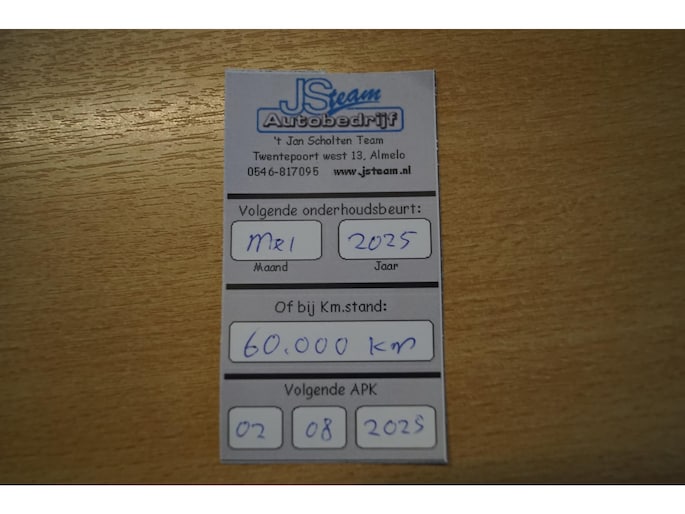 JSteam
Autobedrijf
't Jan Scholten Team
Twentepoort west 13, Almelo
0546-817095 www.jsteam.nl
Volgende onderhoudsbeurt:
Mei 2025
Maand Jaar
Of bij Km.stand:
60.000 km
Volgende APK
02 08 2025